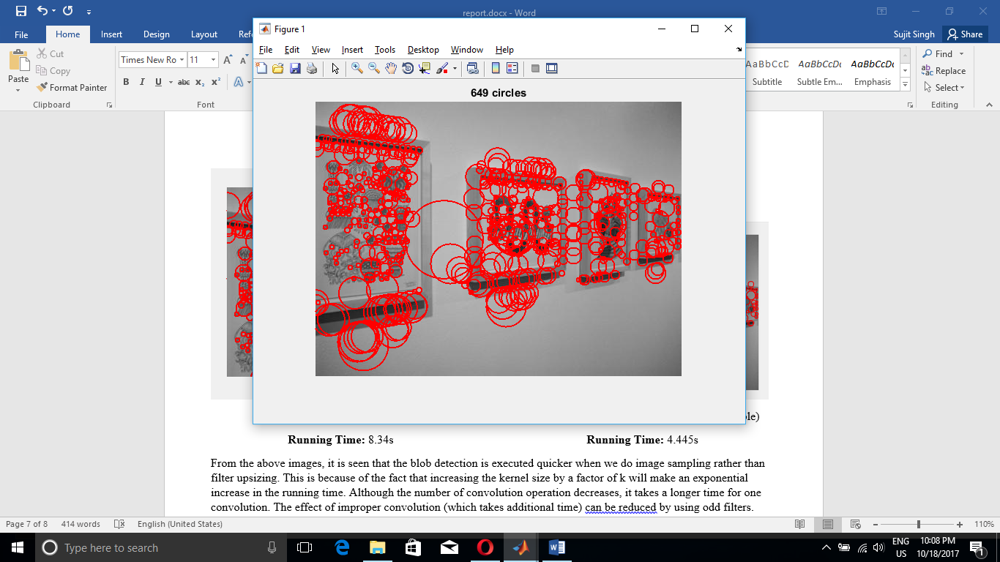 report.docx - Word
File
Home
Insert
Design
Layout
Refe
Sujit Singh
Share
Paste
Cut
Copy
Format Painter
Clipboard
Times New Ro
11
A
A
B
I
U
abc
x₂
x²
A
Font
AaBbCcD
Subtitle
AaBbCcDc
Subtle Em...
AaBbCcDc
Emphasis
Find
Replace
Select
Editing
Figure 1
File
Edit
View
Insert
Tools
Desktop
Window
Help
649 circles
ole)
Running Time: 8.34s
Running Time: 4.445s
From the above images, it is seen that the blob detection is executed quicker when we do image sampling rather than
filter upsizing. This is because of the fact that increasing the kernel size by a factor of k will make an exponential
increase in the running time. Although the number of convolution operation decreases, it takes a longer time for one
convolution. The effect of improper convolution (which takes additional time) can be reduced by using odd filters.
Page 7 of 8
414 words
English (United States)
110%
Type here to search
ENG
US
10:08 PM
10/18/2017
1